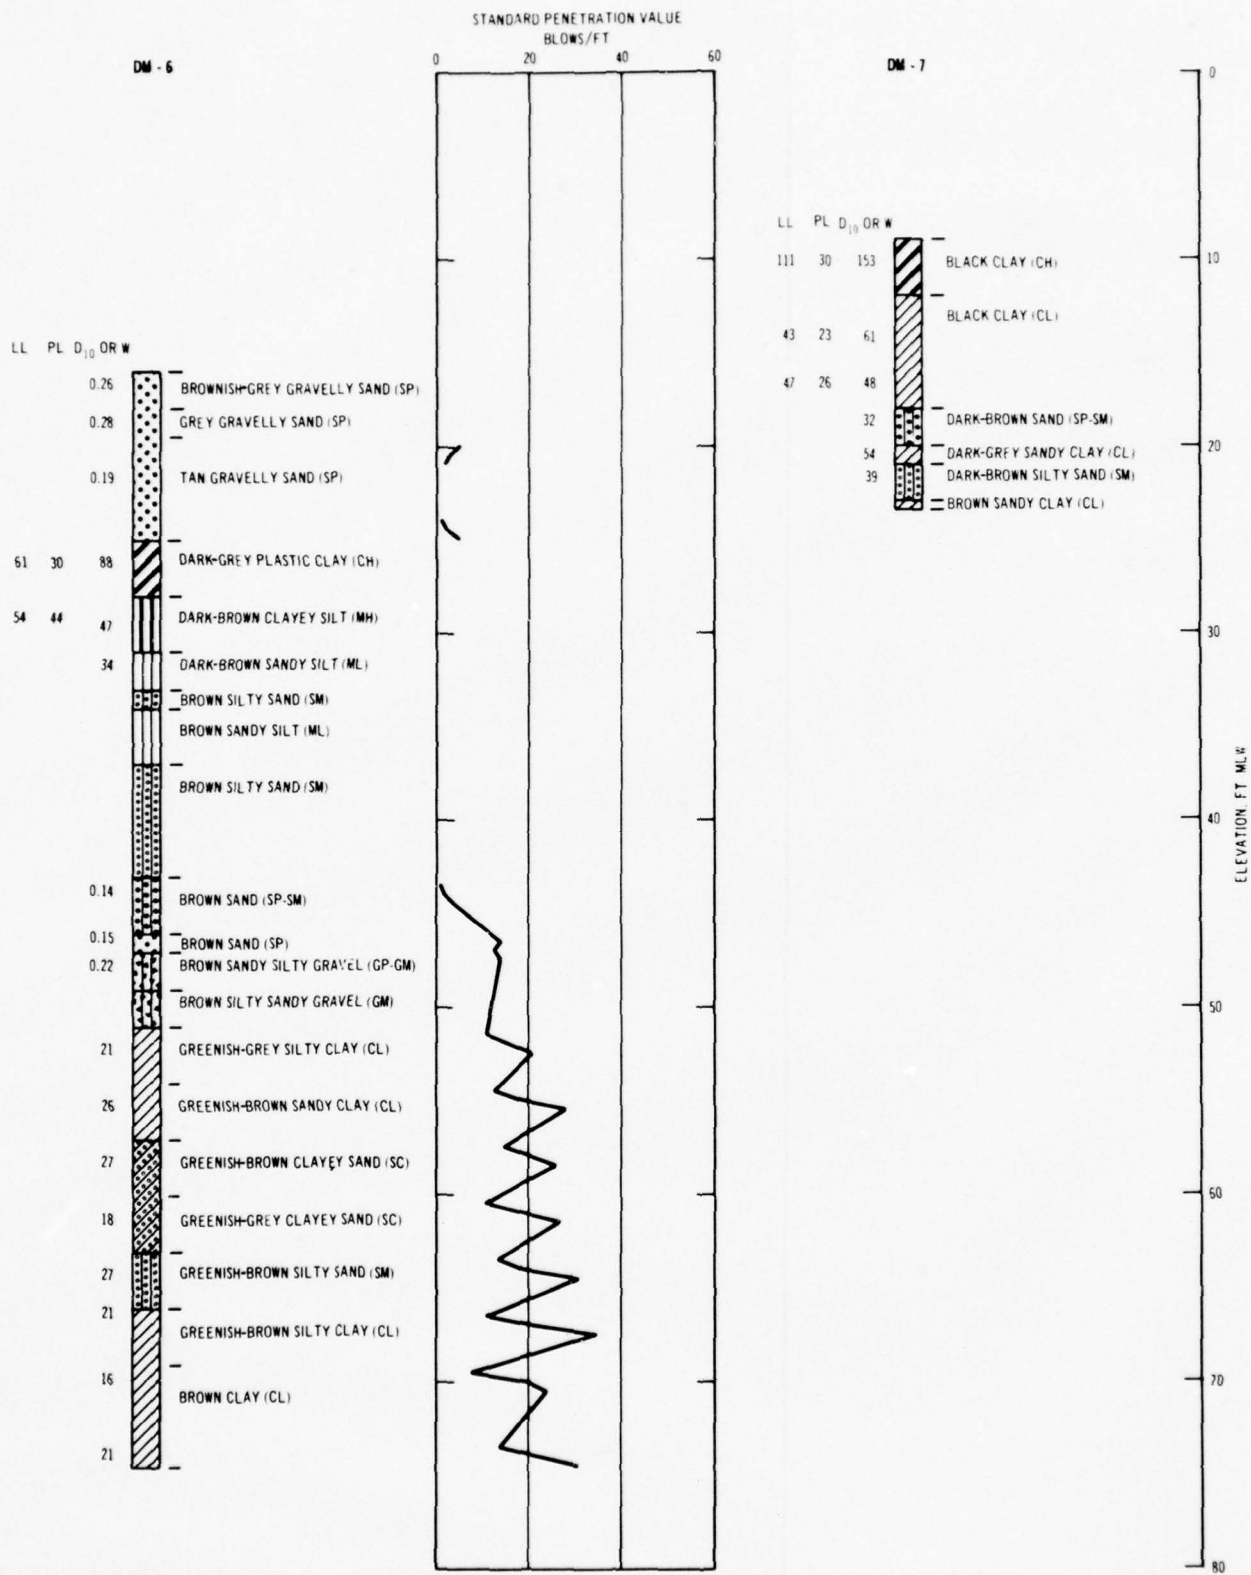 STANDARD PENETRATION VALUE
BLOWS/FT
0 20 40 60
DM - 6
LL PL D10 OR W
0.26 BROWNISH-GREY GRAVELLY SAND (SP)
0.28 GREY GRAVELLY SAND (SP)
0.19 TAN GRAVELLY SAND (SP)
61 30 88 DARK-GREY PLASTIC CLAY (CH)
54 44 47 DARK-BROWN CLAYEY SILT (MH)
34 DARK-BROWN SANDY SILT (ML)
BROWN SILTY SAND (SM)
BROWN SANDY SILT (ML)
BROWN SILTY SAND (SM)
0.14 BROWN SAND (SP-SM)
0.15 BROWN SAND (SP)
0.22 BROWN SANDY SILTY GRAVEL (GP-GM)
BROWN SILTY SANDY GRAVEL (GM)
21 GREENISH-GREY SILTY CLAY (CL)
26 GREENISH-BROWN SANDY CLAY (CL)
27 GREENISH-BROWN CLAYEY SAND (SC)
18 GREENISH-GREY CLAYEY SAND (SC)
27 GREENISH-BROWN SILTY SAND (SM)
21
GREENISH-BROWN SILTY CLAY (CL)
16
BROWN CLAY (CL)
21
DM - 7
LL PL D10 OR W
111 30 153 BLACK CLAY (CH)
BLACK CLAY (CL)
43 23 61
47 26 48
32 DARK-BROWN SAND (SP-SM)
54 DARK-GREY SANDY CLAY (CL)
39 DARK-BROWN SILTY SAND (SM)
BROWN SANDY CLAY (CL)
0
10
20
30
40
50
60
70
80
ELEVATION, FT MLW